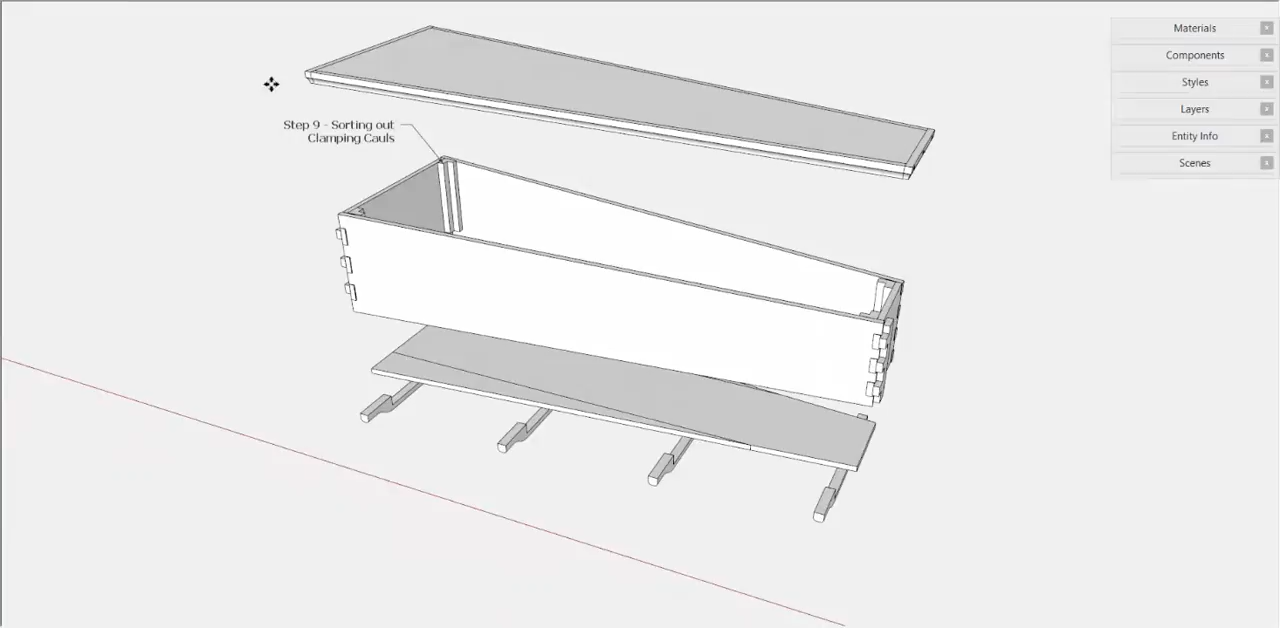 Materials
Components
Styles
Layers
Entity Info
Scenes
Step 9 - Sorting out
Clamping Cauls